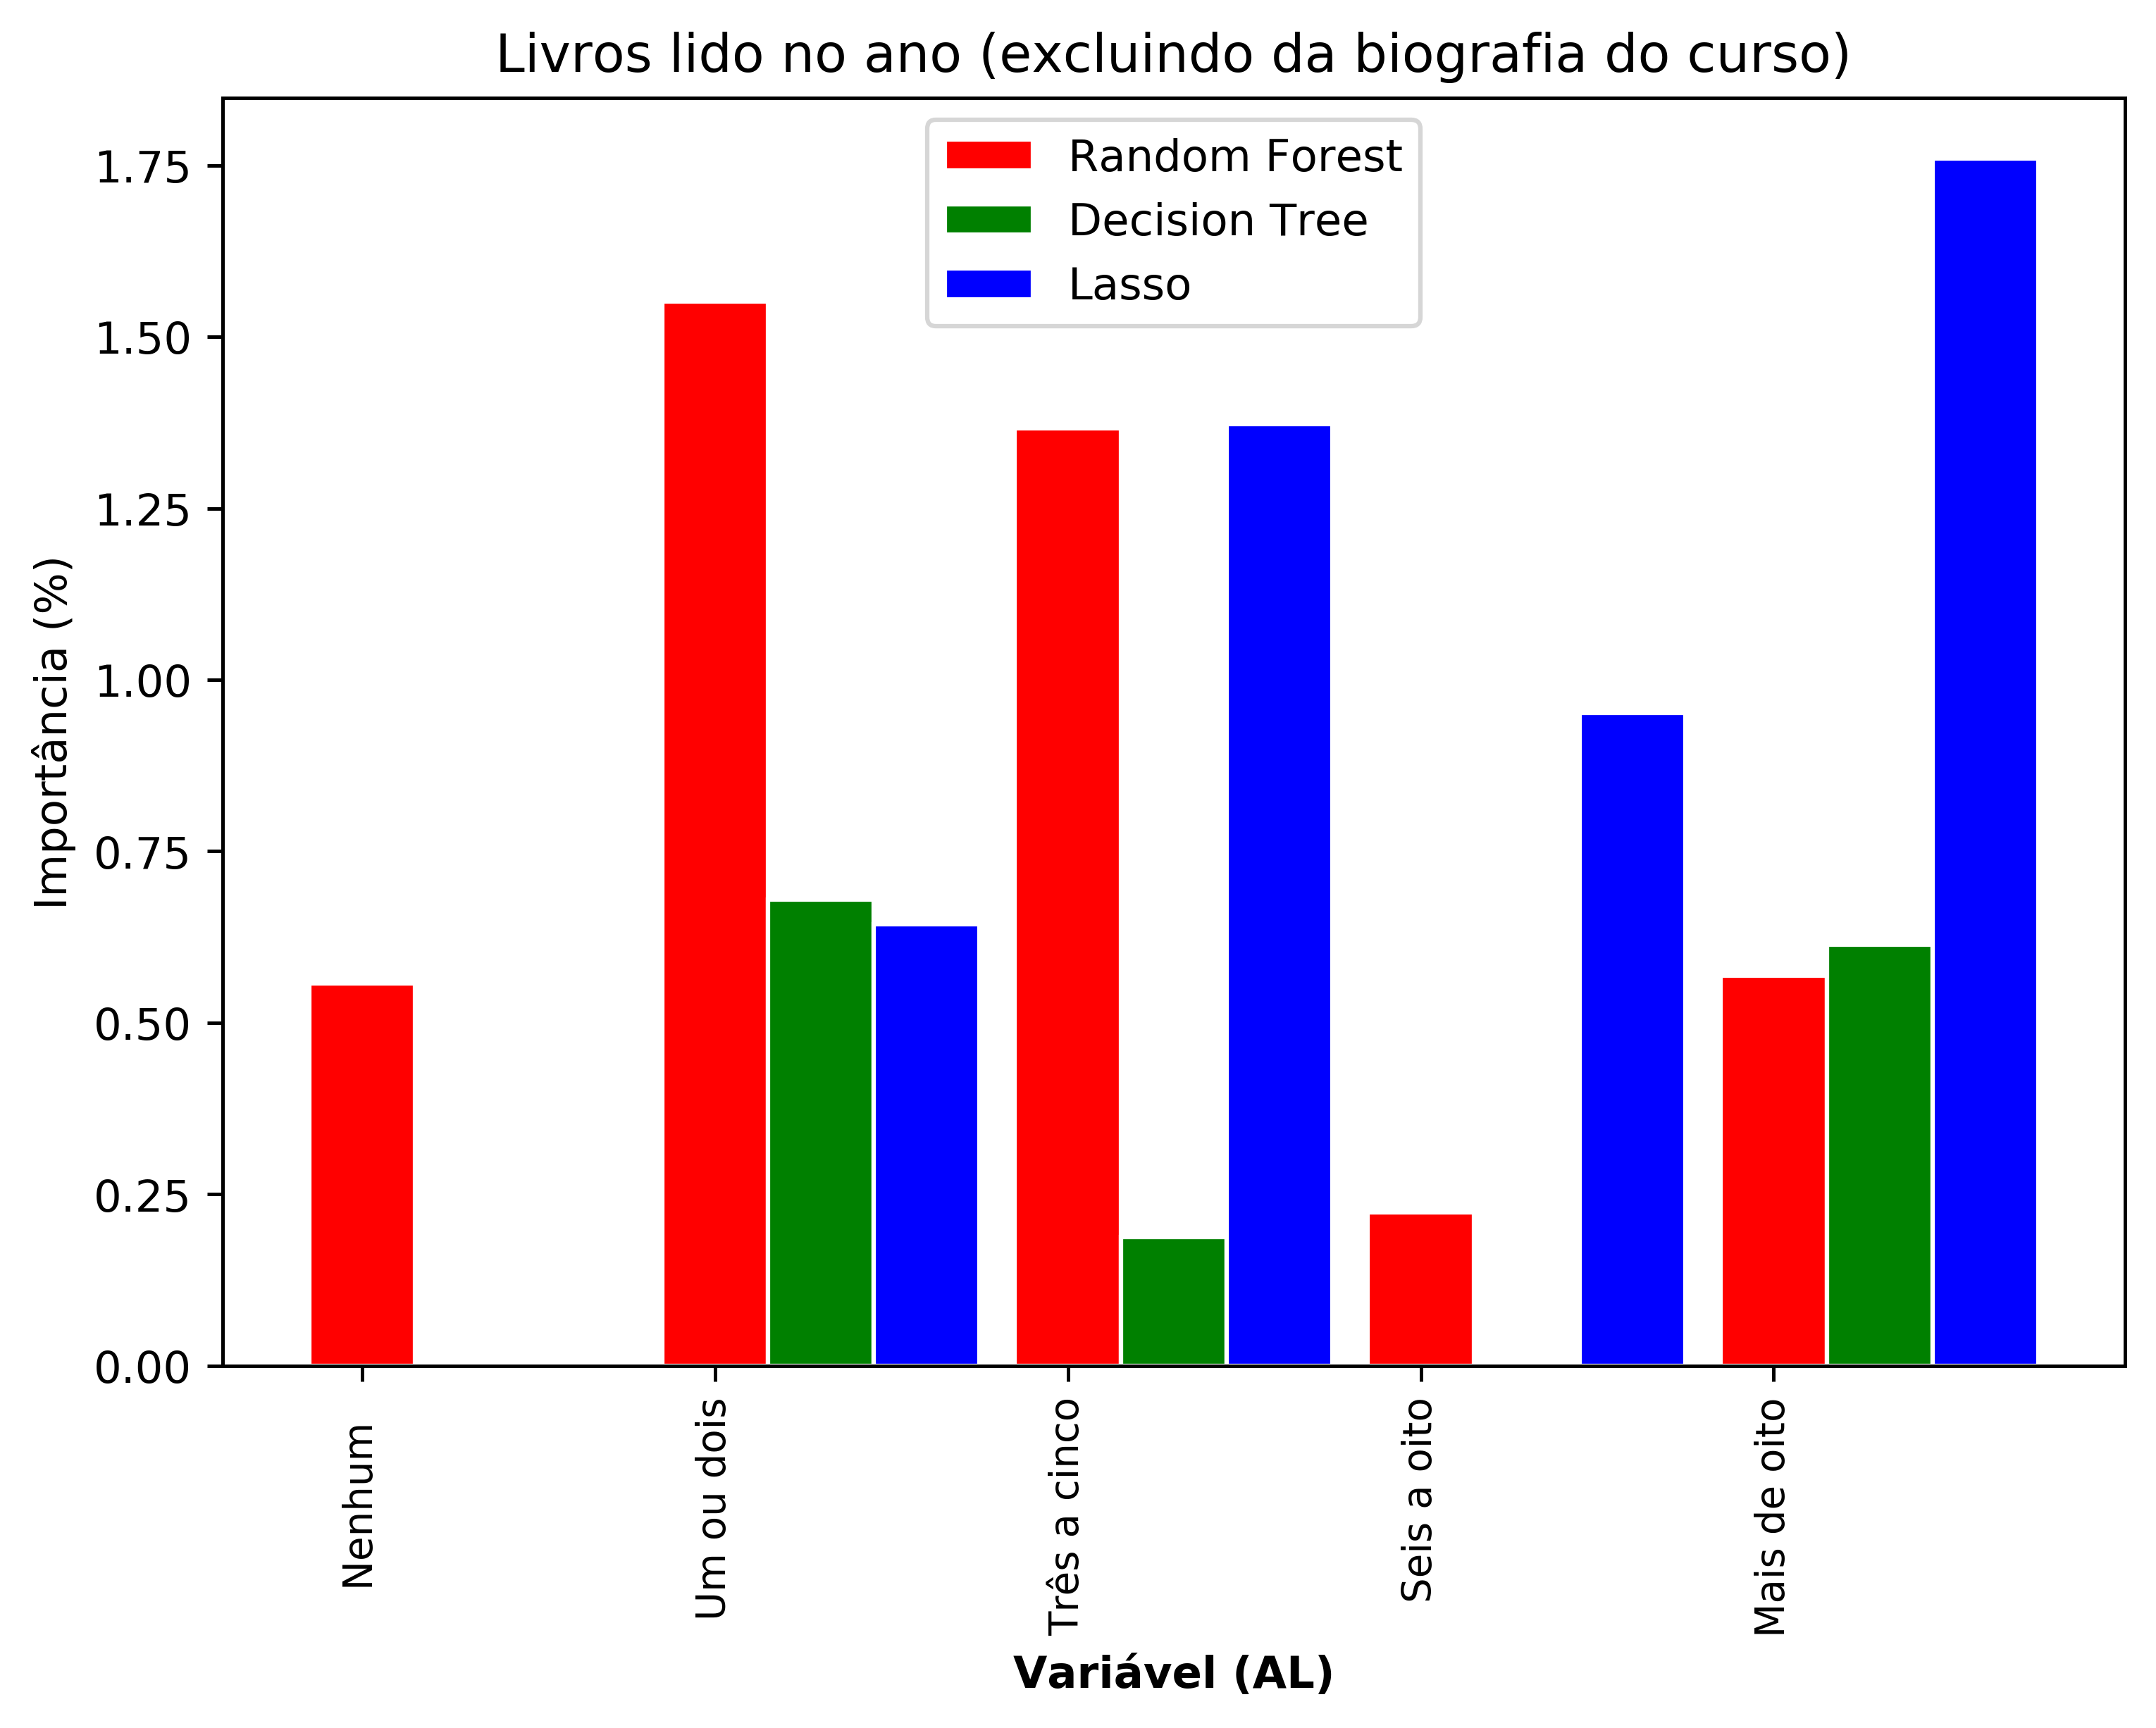 Livros lido no ano (excluindo da biografia do curso)
Random Forest
Decision Tree
Lasso
Importância (%)
1.75
1.50
1.25
1.00
0.75
0.50
0.25
0.00
Nenhum
Um ou dois
Três a cinco
Seis a oito
Mais de oito
Variável (AL)